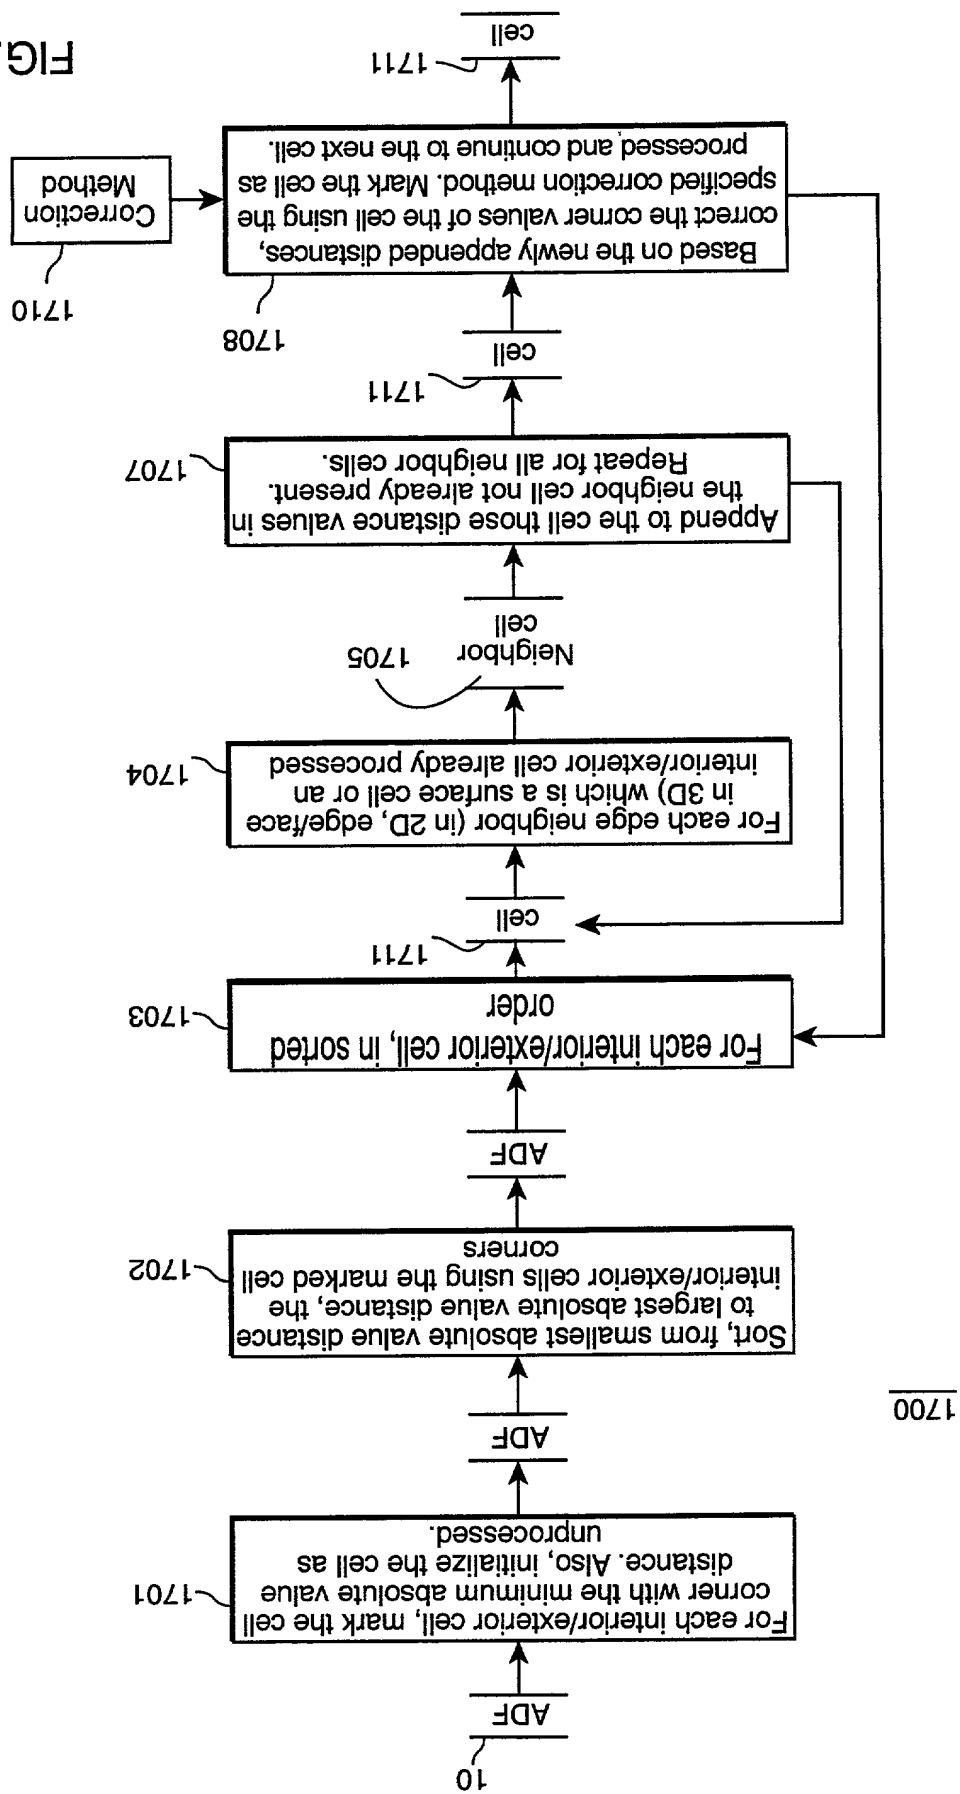 10
ADF
For each interior/exterior cell, mark the cell
corner with the minimum absolute value
distance. Also, initialize the cell as
unprocessed.
1701
1700
ADF
Sort, from smallest absolute value distance
to largest absolute value distance, the
interior/exterior cells using the marked cell
corners
1702
ADF
For each interior/exterior cell, in sorted
order
1703
1711
cell
For each edge neighbor (in 2D, edge/face
in 3D) which is a surface cell or an
interior/exterior cell already processed
1704
Neighbor
cell
1705
Append to the cell those distance values in
the neighbor cell not already present.
Repeat for all neighbor cells.
1707
1711
cell
1708
1710
Based on the newly appended distances,
correct the corner values of the cell using the
specified correction method. Mark the cell as
processed and continue to the next cell.
Correction
Method
1711
cell
FIG.